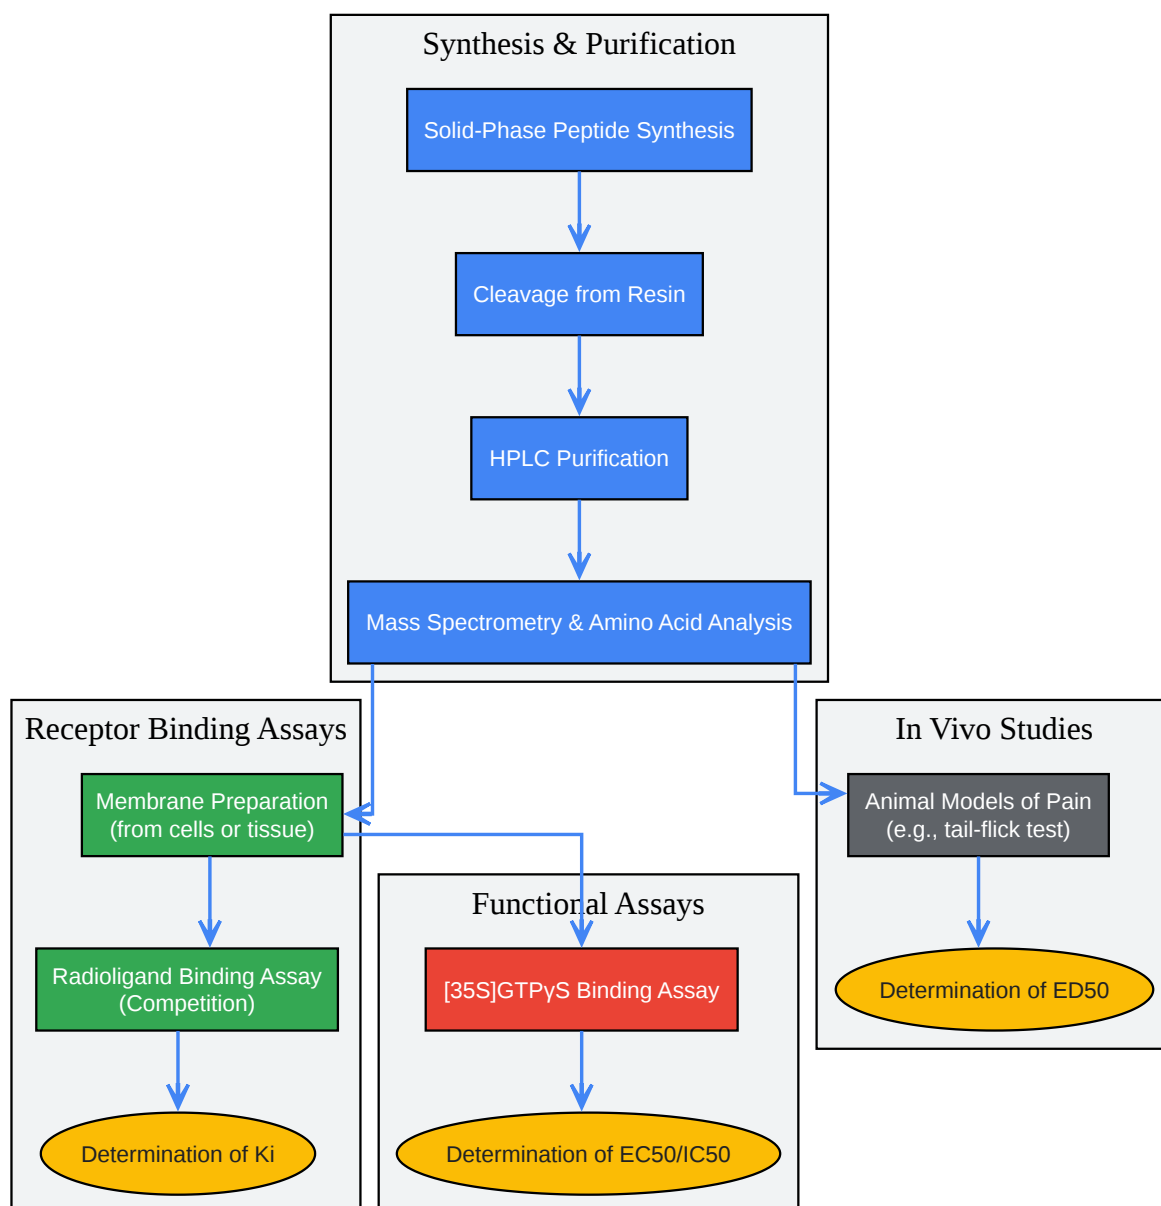 Synthesis & Purification
Solid-Phase Peptide Synthesis
Cleavage from Resin
HPLC Purification
Mass Spectrometry & Amino Acid Analysis
Receptor Binding Assays
Membrane Preparation
(from cells or tissue)
Radioligand Binding Assay
(Competition)
Determination of Ki
Functional Assays
[35S]GTPγS Binding Assay
Determination of EC50/IC50
In Vivo Studies
Animal Models of Pain
(e.g., tail-flick test)
Determination of ED50